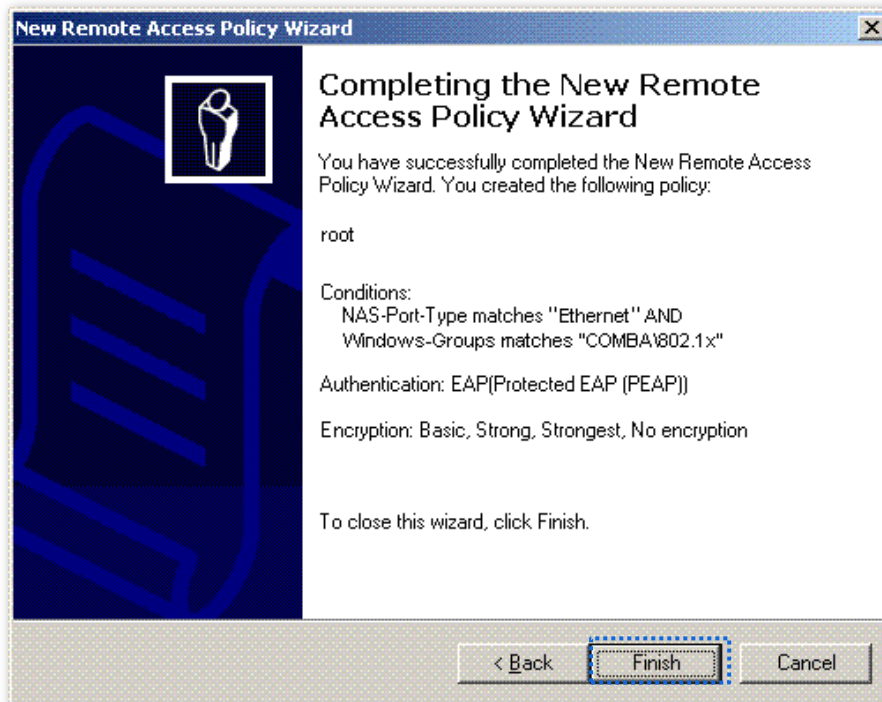 New Remote Access Policy Wizard
Completing the New Remote
Access Policy Wizard
You have successfully completed the New Remote Access
Policy Wizard. You created the following policy:
root
Conditions:
NAS-Port-Type matches "Ethernet" AND
Windows-Groups matches "COMBA\802.1x"
Authentication: EAP(Protected EAP (PEAP))
Encryption: Basic, Strong, Strongest, No encryption
To close this wizard, click Finish.
< Back Finish Cancel